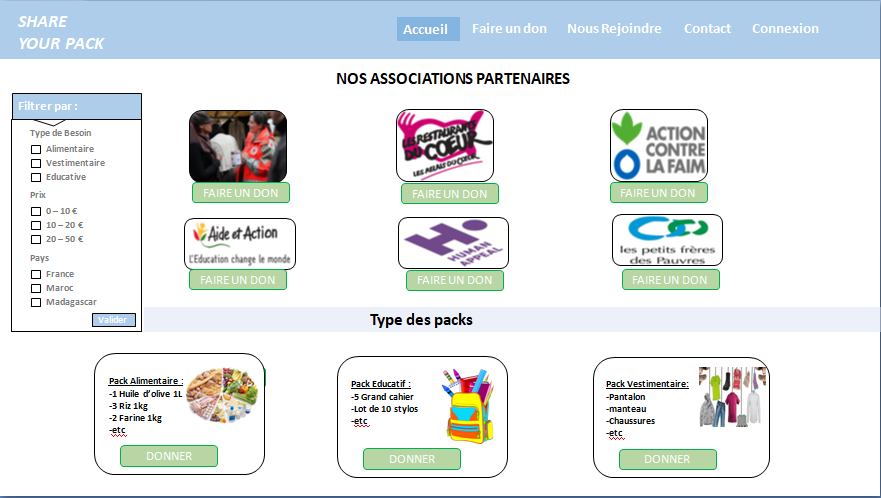 SHARE
YOUR PACK
Accueil Faire un don Nous Rejoindre Contact Connexion
NOS ASSOCIATIONS PARTENAIRES
Filtrer par :
Type de Besoin
Alimentaire
Vestimentaire
Educative
Prix
0 – 10 €
10 – 20 €
20 – 50 €
Pays
France
Maroc
Madagascar
Valider
LES RESTAURANTS
DU COEUR
LES RELAIS DU COEUR
ACTION
CONTRE
LA FAIM
FAIRE UN DON FAIRE UN DON FAIRE UN DON
Aide et Action
L'Education change le monde
HUMAN
APPEAL
les petits frères
des Pauvres
FAIRE UN DON FAIRE UN DON FAIRE UN DON
Type des packs
Pack Alimentaire :
-1 Huile d'olive 1L
-3 Riz 1kg
-2 Farine 1kg
-etc
DONNER
Pack Educatif :
-5 Grand cahier
-Lot de 10 stylos
-etc
DONNER
Pack Vestimentaire:
-Pantalon
-manteau
-Chaussures
-etc
DONNER